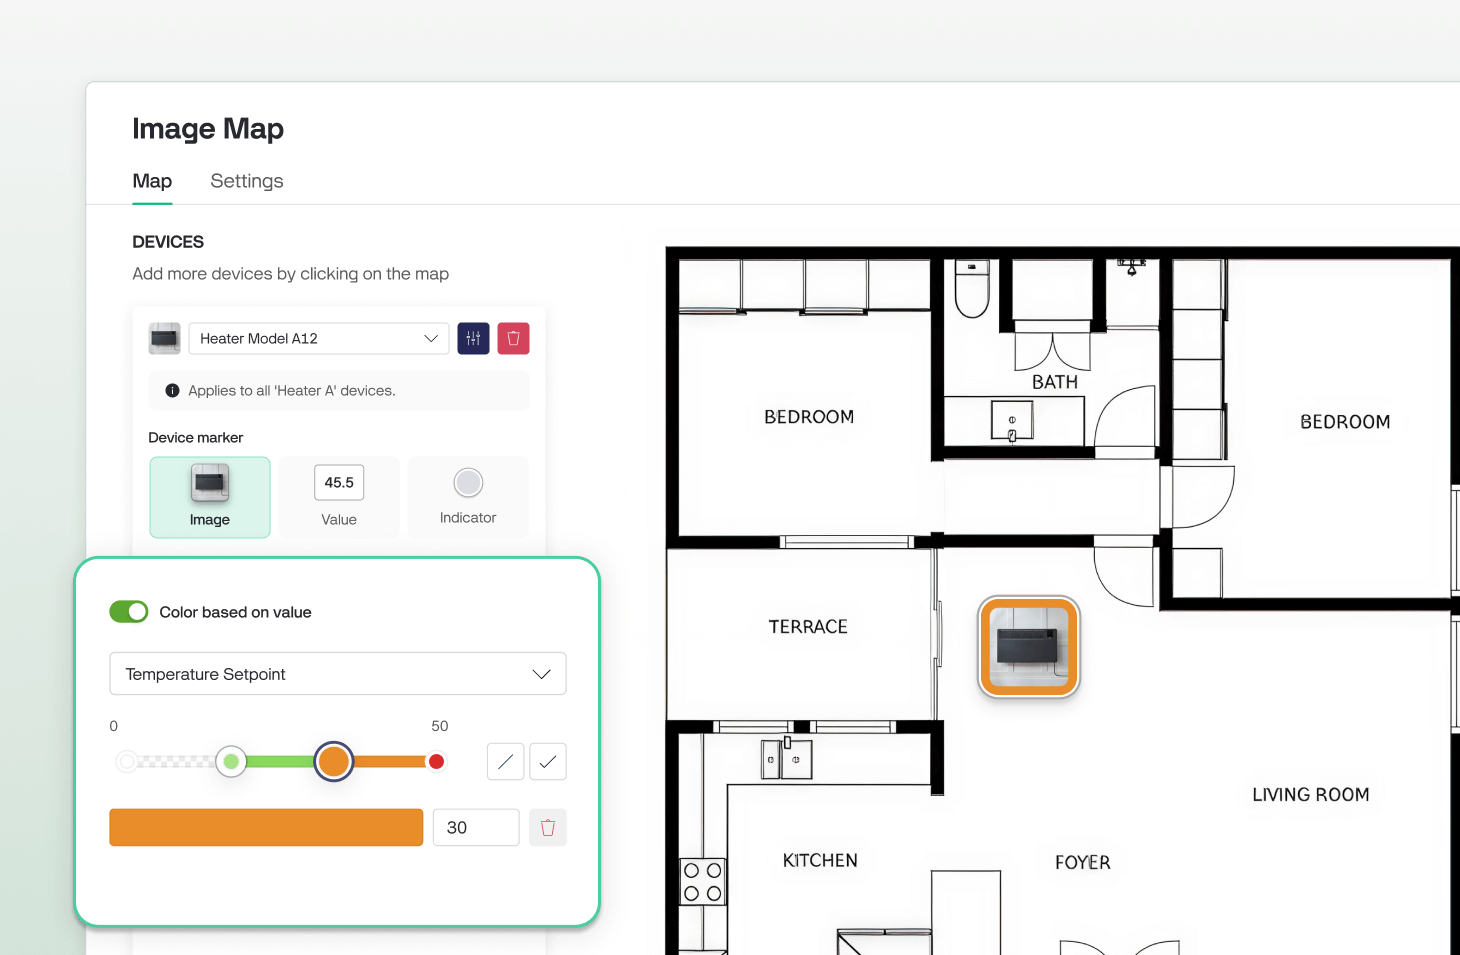 Image Map
Map Settings
DEVICES
Add more devices by clicking on the map
Heater Model A12
Applies to all 'Heater A' devices.
Device marker
Image
45.5
Value
Indicator
Color based on value
Temperature Setpoint
0 50
30
BEDROOM
BATH
BEDROOM
TERRACE
LIVING ROOM
KITCHEN
FOYER